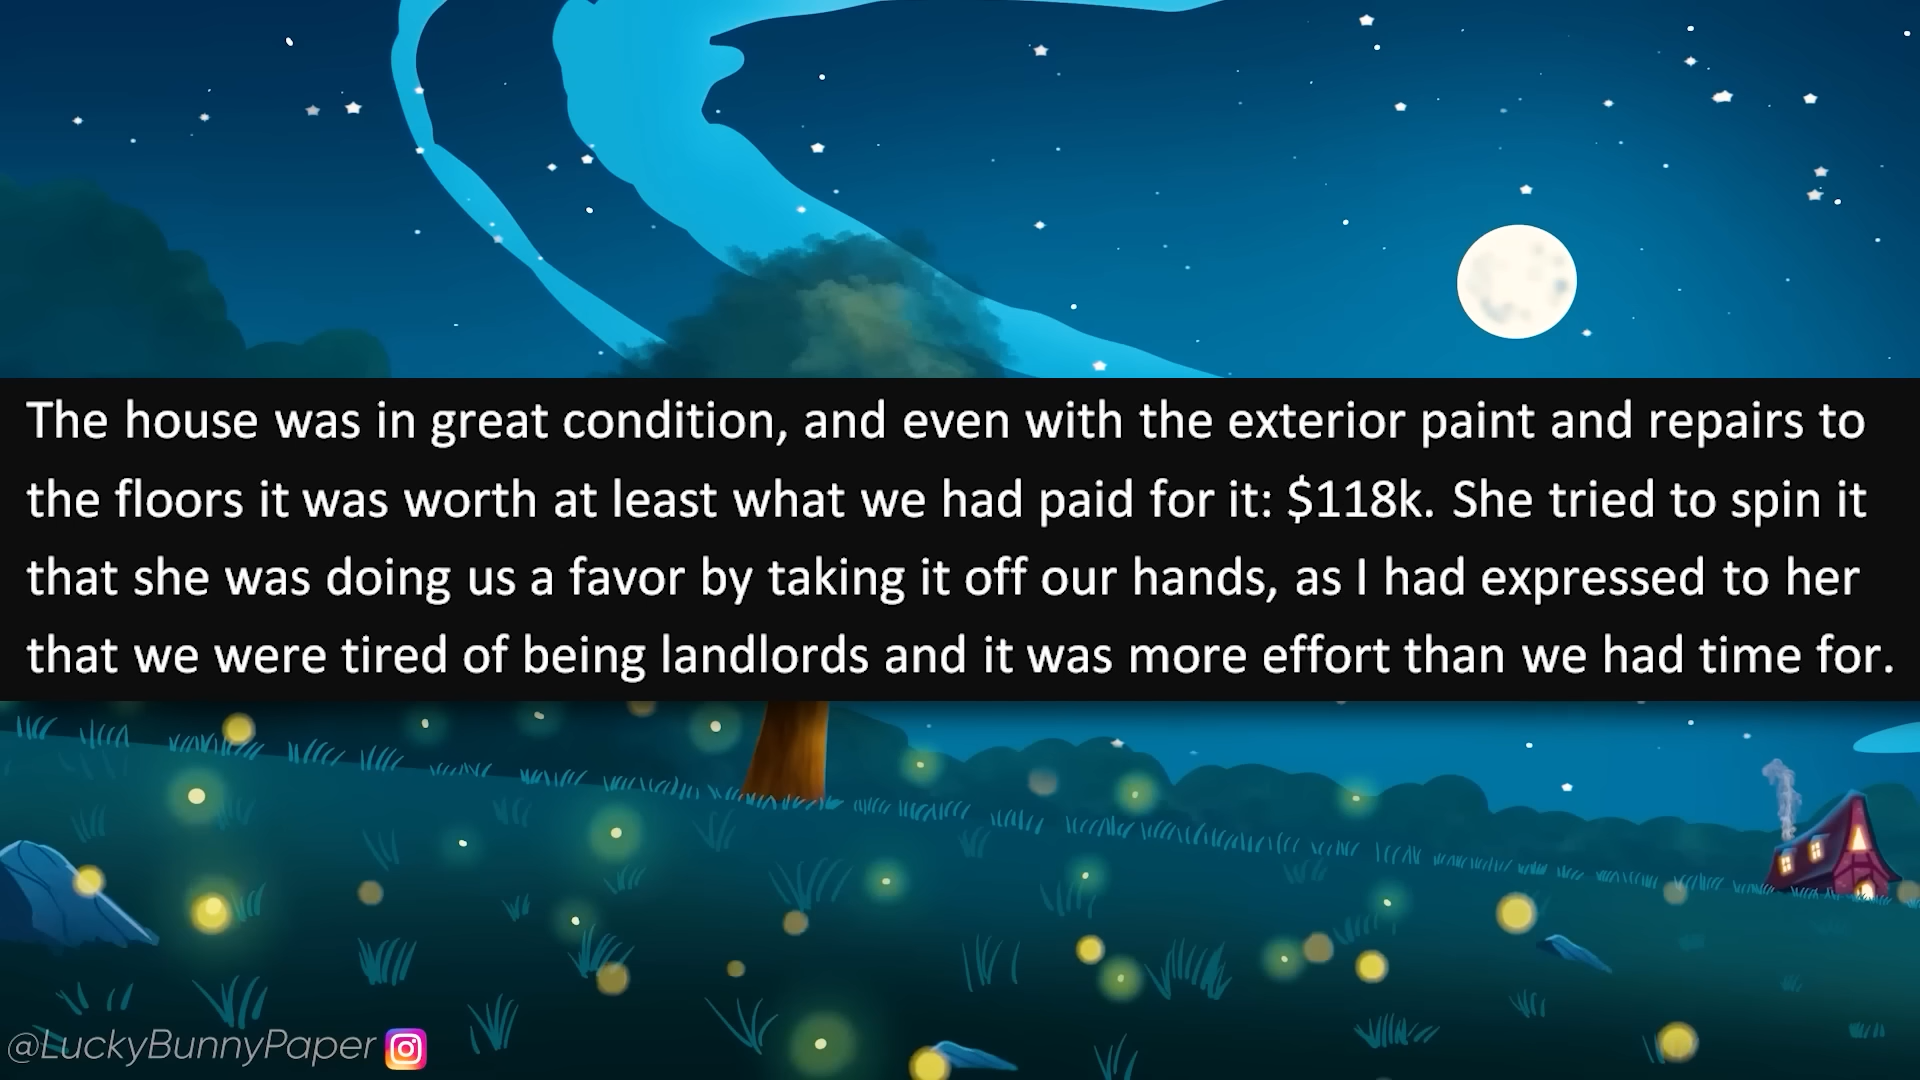 The house was in great condition, and even with the exterior paint and repairs to
the floors it was worth at least what we had paid for it: $118k. She tried to spin it
that she was doing us a favor by taking it off our hands, as I had expressed to her
that we were tired of being landlords and it was more effort than we had time for.
@LuckyBunnyPaper